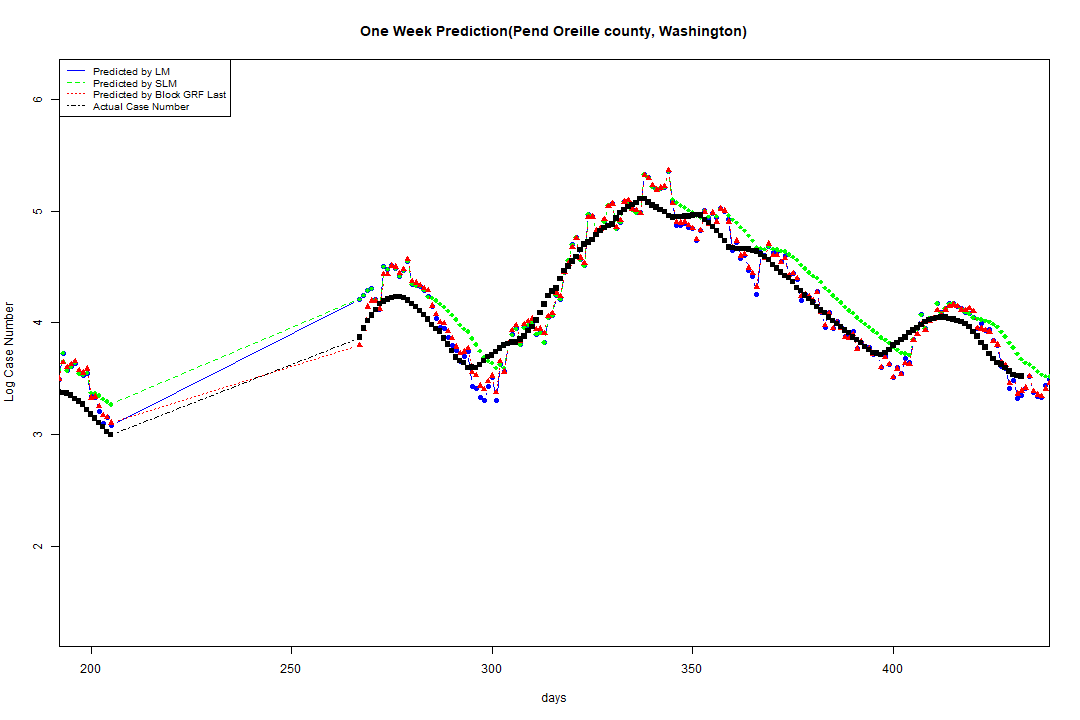 One Week Prediction(Pend Oreille county, Washington)
Predicted by LM
Predicted by SLM
Predicted by Block GRF Last
Actual Case Number
Log Case Number
6
5
4
3
2
200 250 300 350 400
days